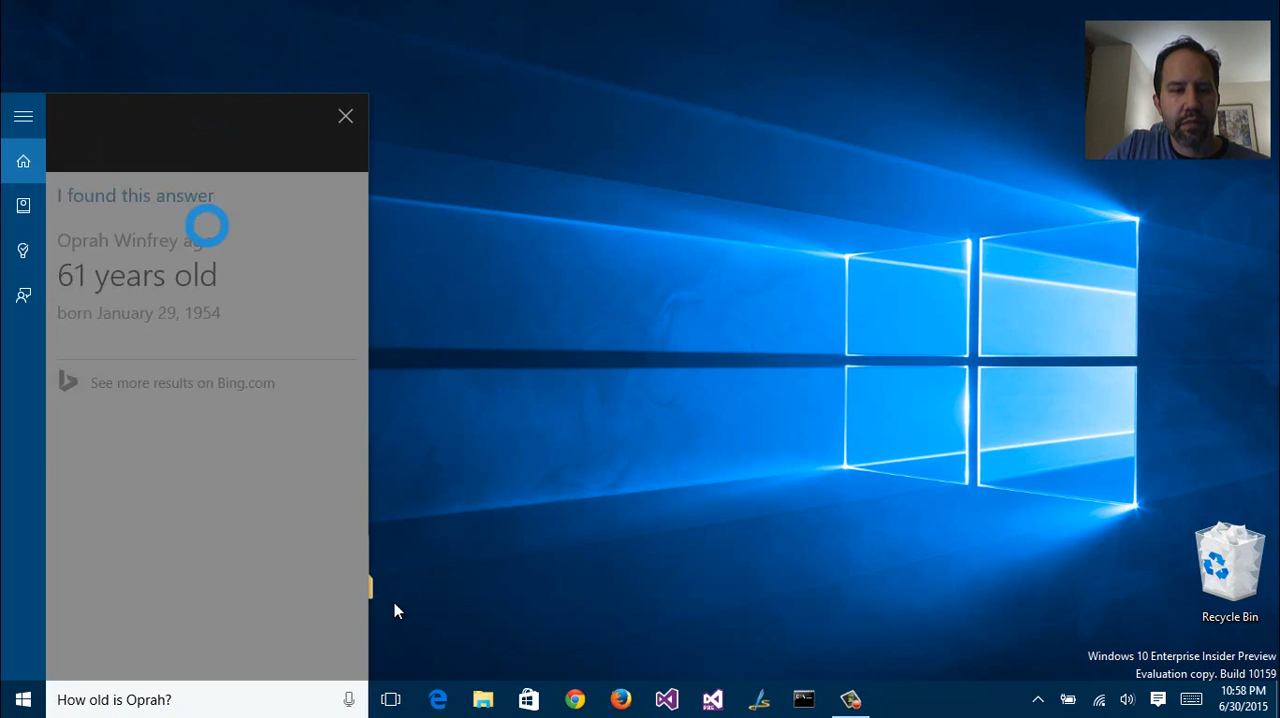 I found this answer
Oprah Winfrey
61 years old
born January 29, 1954
See more results on Bing.com
How old is Oprah?
Recycle Bin
Windows 10 Enterprise Insider Preview
Evaluation copy. Build 10159
10:58 PM
6/30/2015